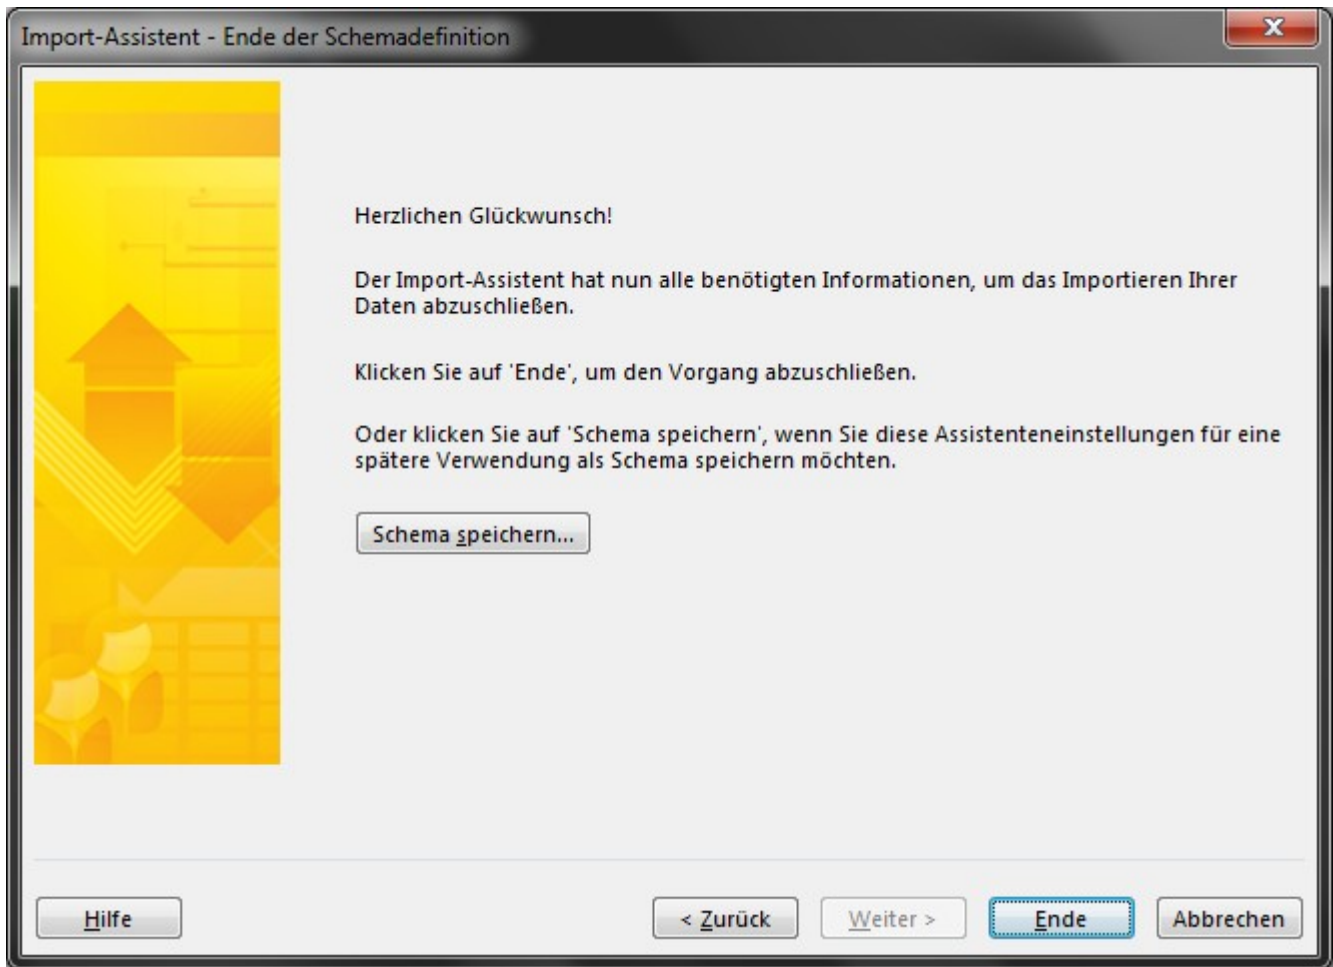 Import-Assistent - Ende der Schemadefinition
Herzlichen Glückwunsch!
Der Import-Assistent hat nun alle benötigten Informationen, um das Importieren Ihrer
Daten abzuschließen.
Klicken Sie auf 'Ende', um den Vorgang abzuschließen.
Oder klicken Sie auf 'Schema speichern', wenn Sie diese Assistenteneinstellungen für eine
spätere Verwendung als Schema speichern möchten.
Schema speichern...
Hilfe
< Zurück
Weiter >
Ende
Abbrechen